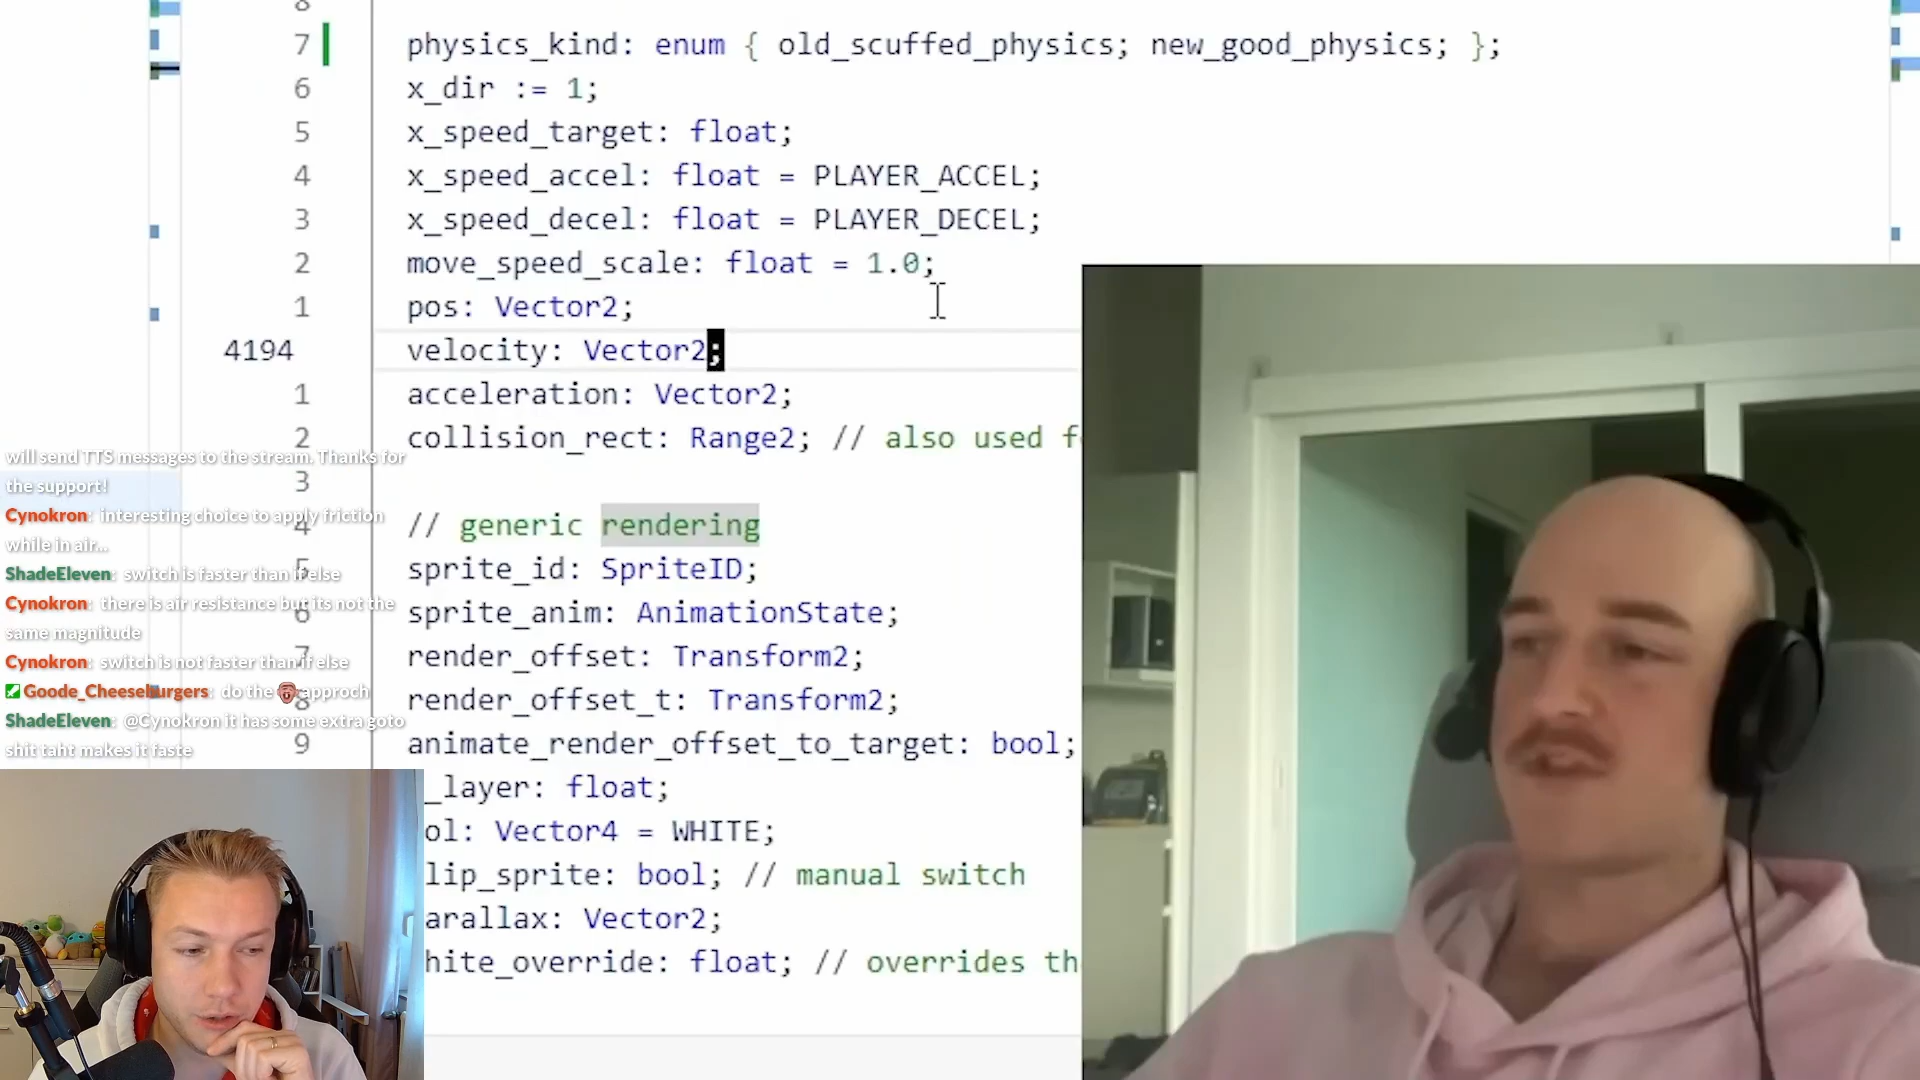 8
7 physics_kind: enum { old_scuffed_physics; new_good_physics; };
6 x_dir := 1;
5 x_speed_target: float;
4 x_speed_accel: float = PLAYER_ACCEL;
3 x_speed_decel: float = PLAYER_DECEL;
2 move_speed_scale: float = 1.0;
1 pos: Vector2;
4194 velocity: Vector2;
1 acceleration: Vector2;
2 collision_rect: Range2; // also used f
3
4 // generic rendering
5 sprite_id: SpriteID;
6 sprite_anim: AnimationState;
7 render_offset: Transform2;
8 render_offset_t: Transform2;
9 animate_render_offset_to_target: bool;
_layer: float;
ol: Vector4 = WHITE;
lip_sprite: bool; // manual switch
arallax: Vector2;
hite_override: float; // overrides th
will send TTS messages to the stream. Thanks for
the support!
Cynokron: interesting choice to apply friction
while in air...
ShadeEleven: switch is faster than if else
Cynokron: there is air resistance but its not the
same magnitude
Cynokron: switch is not faster than if else
Goode_Cheeseburgers: do the approch
ShadeEleven: @Cynokron it has some extra goto
shit taht makes it faste